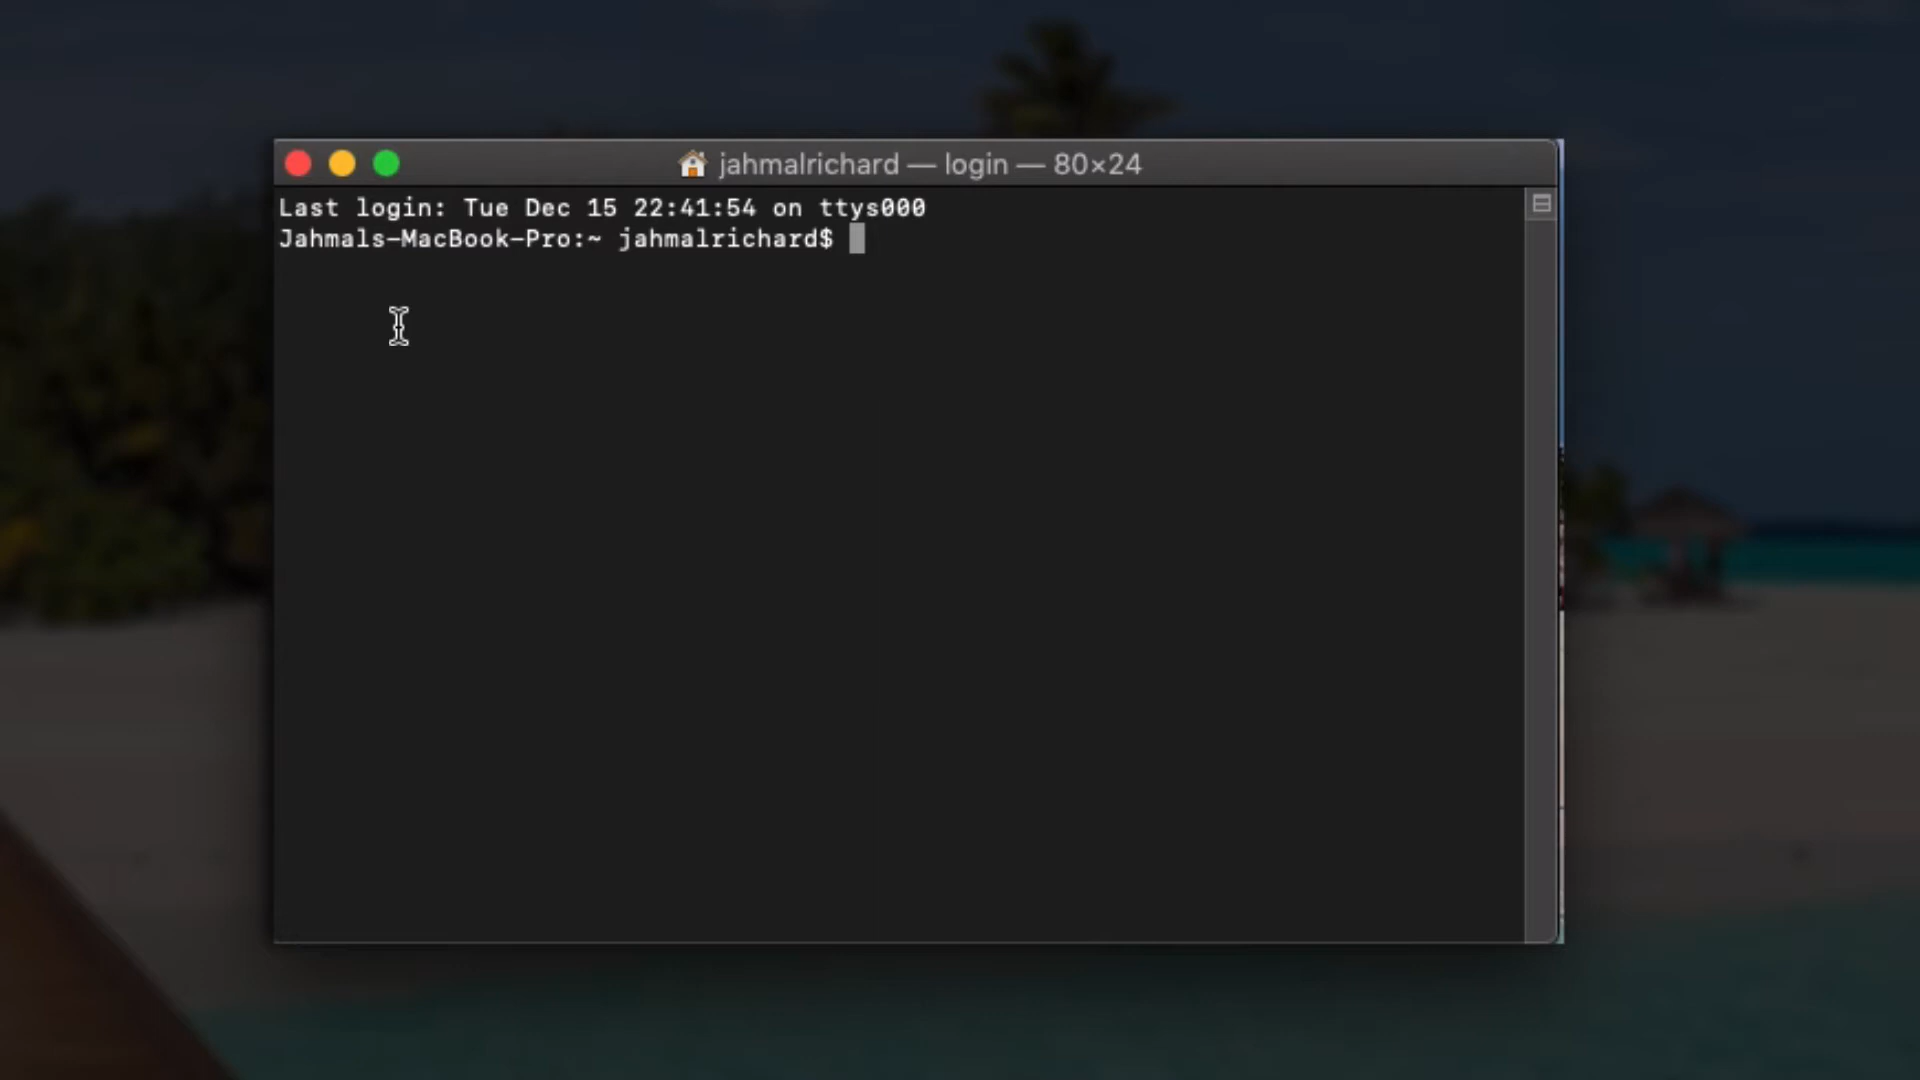 jahmalrichard — login — 80×24
Last login: Tue Dec 15 22:41:54 on ttys000
Jahmals-MacBook-Pro:~ jahmalrichard$